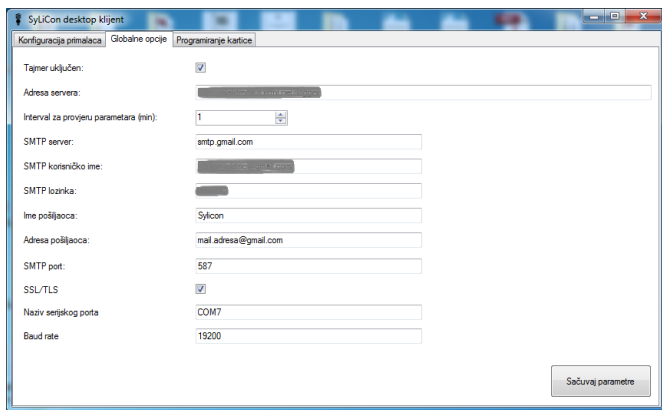 SyLiCon desktop klijent
Konfiguracija primalaca Globalne opcije Programiranje kartice
Tajmer uključen:
Adresa servera:
Interval za provjeru parametara (min): 1
SMTP server: smtp.gmail.com
SMTP korisničko ime:
SMTP lozinka:
Ime pošiljaoca: Sylicon
Adresa pošiljaoca: mail.adresa@gmail.com
SMTP port: 587
SSL/TLS
Naziv serijskog porta COM7
Baud rate 19200
Sačuvaj parametre